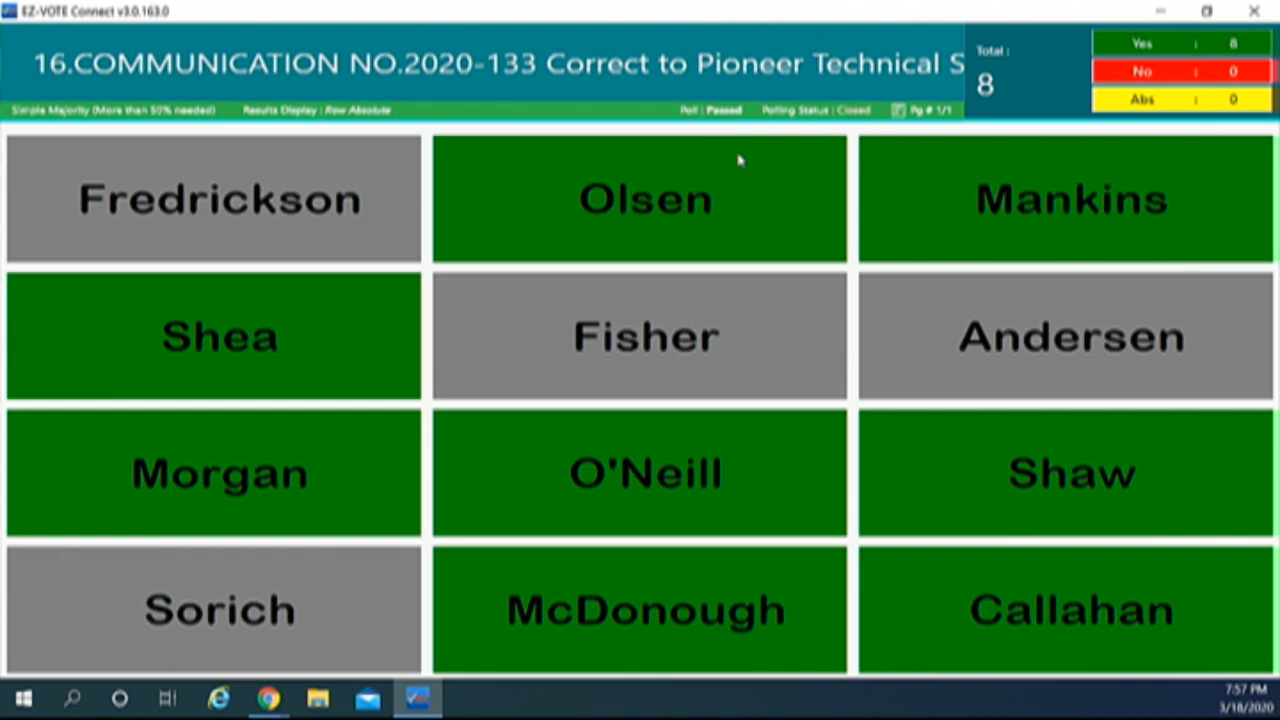 EZ-VOTE Connect v3.0.163.0
16.COMMUNICATION NO.2020-133 Correct to Pioneer Technical S
Total :
8
Yes : 8
No : 0
Abs : 0
Simple Majority (More than 50% needed) Results Display : Raw Absolute Poll : Passed Polling Status : Closed Pg # 1/1
Fredrickson Olsen Mankins
Shea Fisher Andersen
Morgan O'Neill Shaw
Sorich McDonough Callahan
7:57 PM
3/18/2020